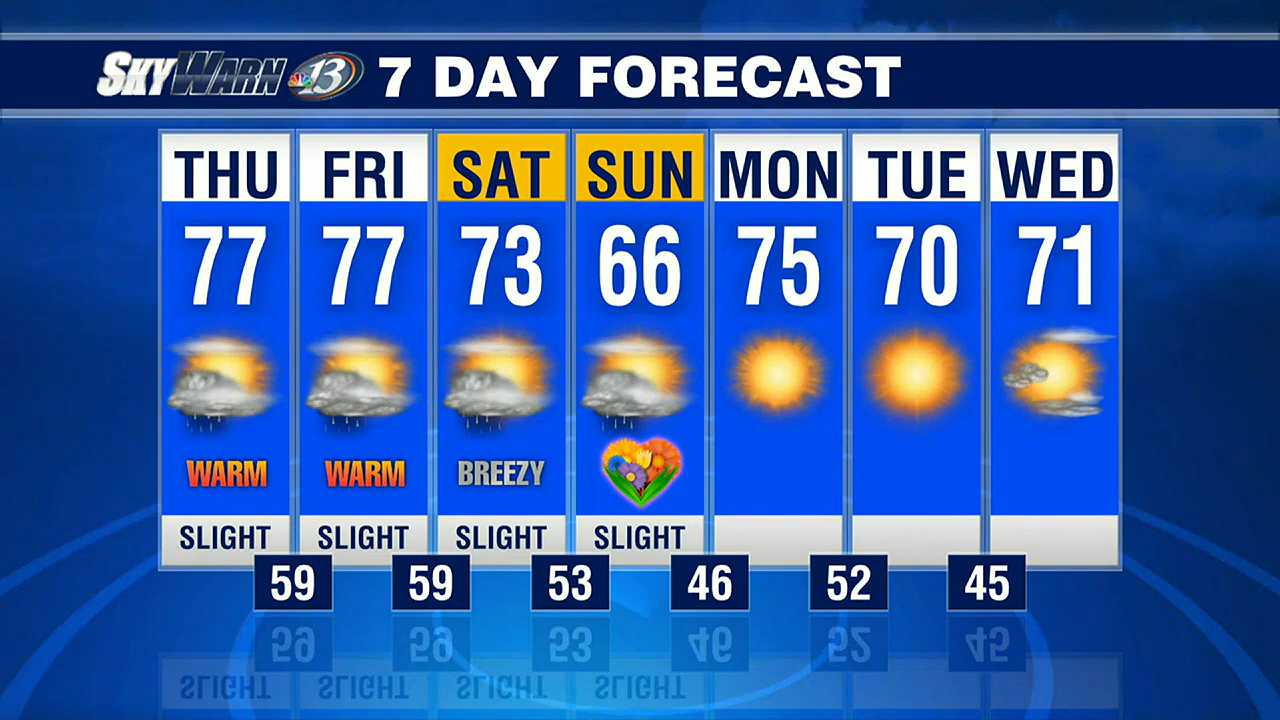 SKYWARN 13 7 DAY FORECAST
THU FRI SAT SUN MON TUE WED
77 77 73 66 75 70 71
WARM WARM BREEZY
SLIGHT SLIGHT SLIGHT SLIGHT
59 59 53 46 52 45